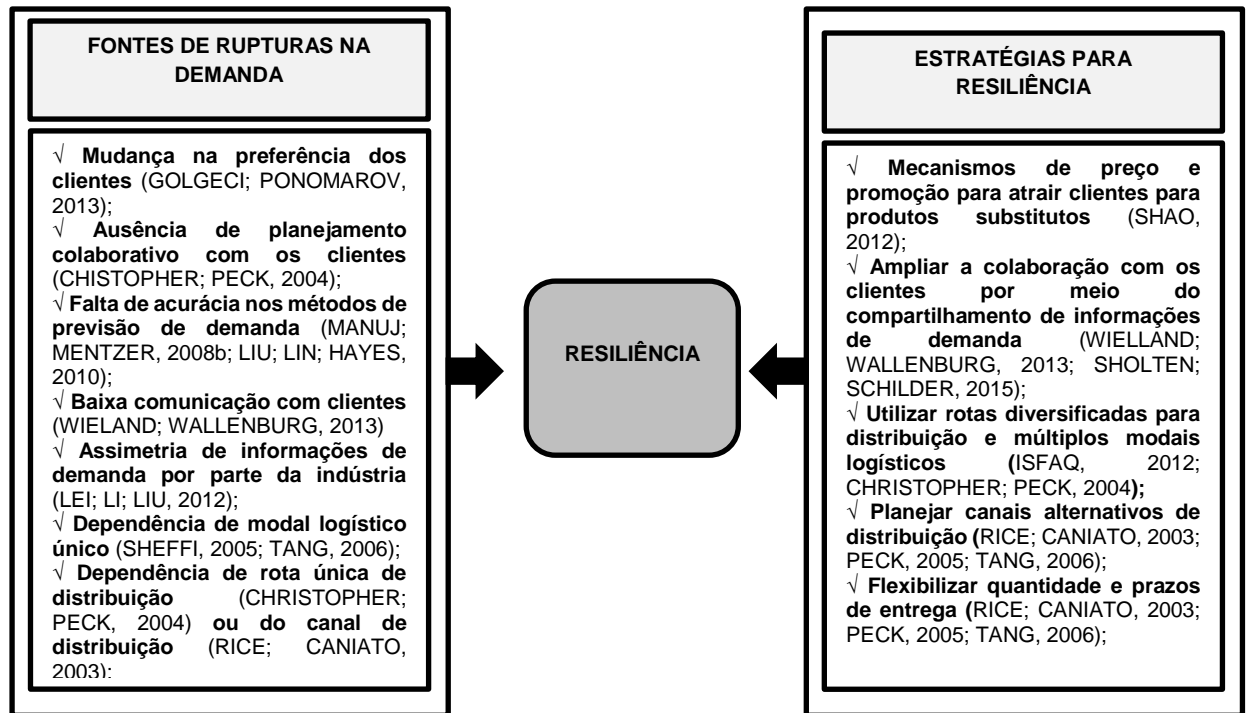 FONTES DE RUPTURAS NA
DEMANDA
√ Mudança na preferência dos
clientes (GOLGECI; PONOMAROV,
2013);
√ Ausência de planejamento
colaborativo com os clientes
(CHISTOPHER; PECK, 2004);
√ Falta de acurácia nos métodos de
previsão de demanda (MANUJ;
MENTZER, 2008b; LIU; LIN; HAYES,
2010);
√ Baixa comunicação com clientes
(WIELAND; WALLENBURG, 2013)
√ Assimetria de informações de
demanda por parte da indústria
(LEI; LI; LIU, 2012);
√ Dependência de modal logístico
único (SHEFFI, 2005; TANG, 2006);
√ Dependência de rota única de
distribuição (CHRISTOPHER;
PECK, 2004) ou do canal de
distribuição (RICE; CANIATO,
2003);
RESILIÊNCIA
ESTRATÉGIAS PARA
RESILIÊNCIA
√ Mecanismos de preço e
promoção para atrair clientes para
produtos substitutos (SHAO,
2012);
√ Ampliar a colaboração com os
clientes por meio do
compartilhamento de informações
de demanda (WIELLAND;
WALLENBURG, 2013; SHOLTEN;
SCHILDER, 2015);
√ Utilizar rotas diversificadas para
distribuição e múltiplos modais
logísticos (ISFAQ, 2012;
CHRISTOPHER; PECK, 2004);
√ Planejar canais alternativos de
distribuição (RICE; CANIATO, 2003;
PECK, 2005; TANG, 2006);
√ Flexibilizar quantidade e prazos
de entrega (RICE; CANIATO, 2003;
PECK, 2005; TANG, 2006);